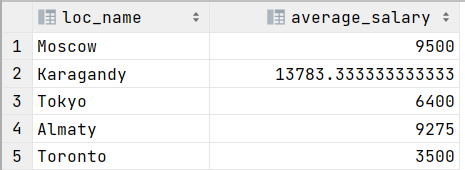 loc_name average_salary
1 Moscow 9500
2 Karagandy 13783.333333333333
3 Tokyo 6400
4 Almaty 9275
5 Toronto 3500